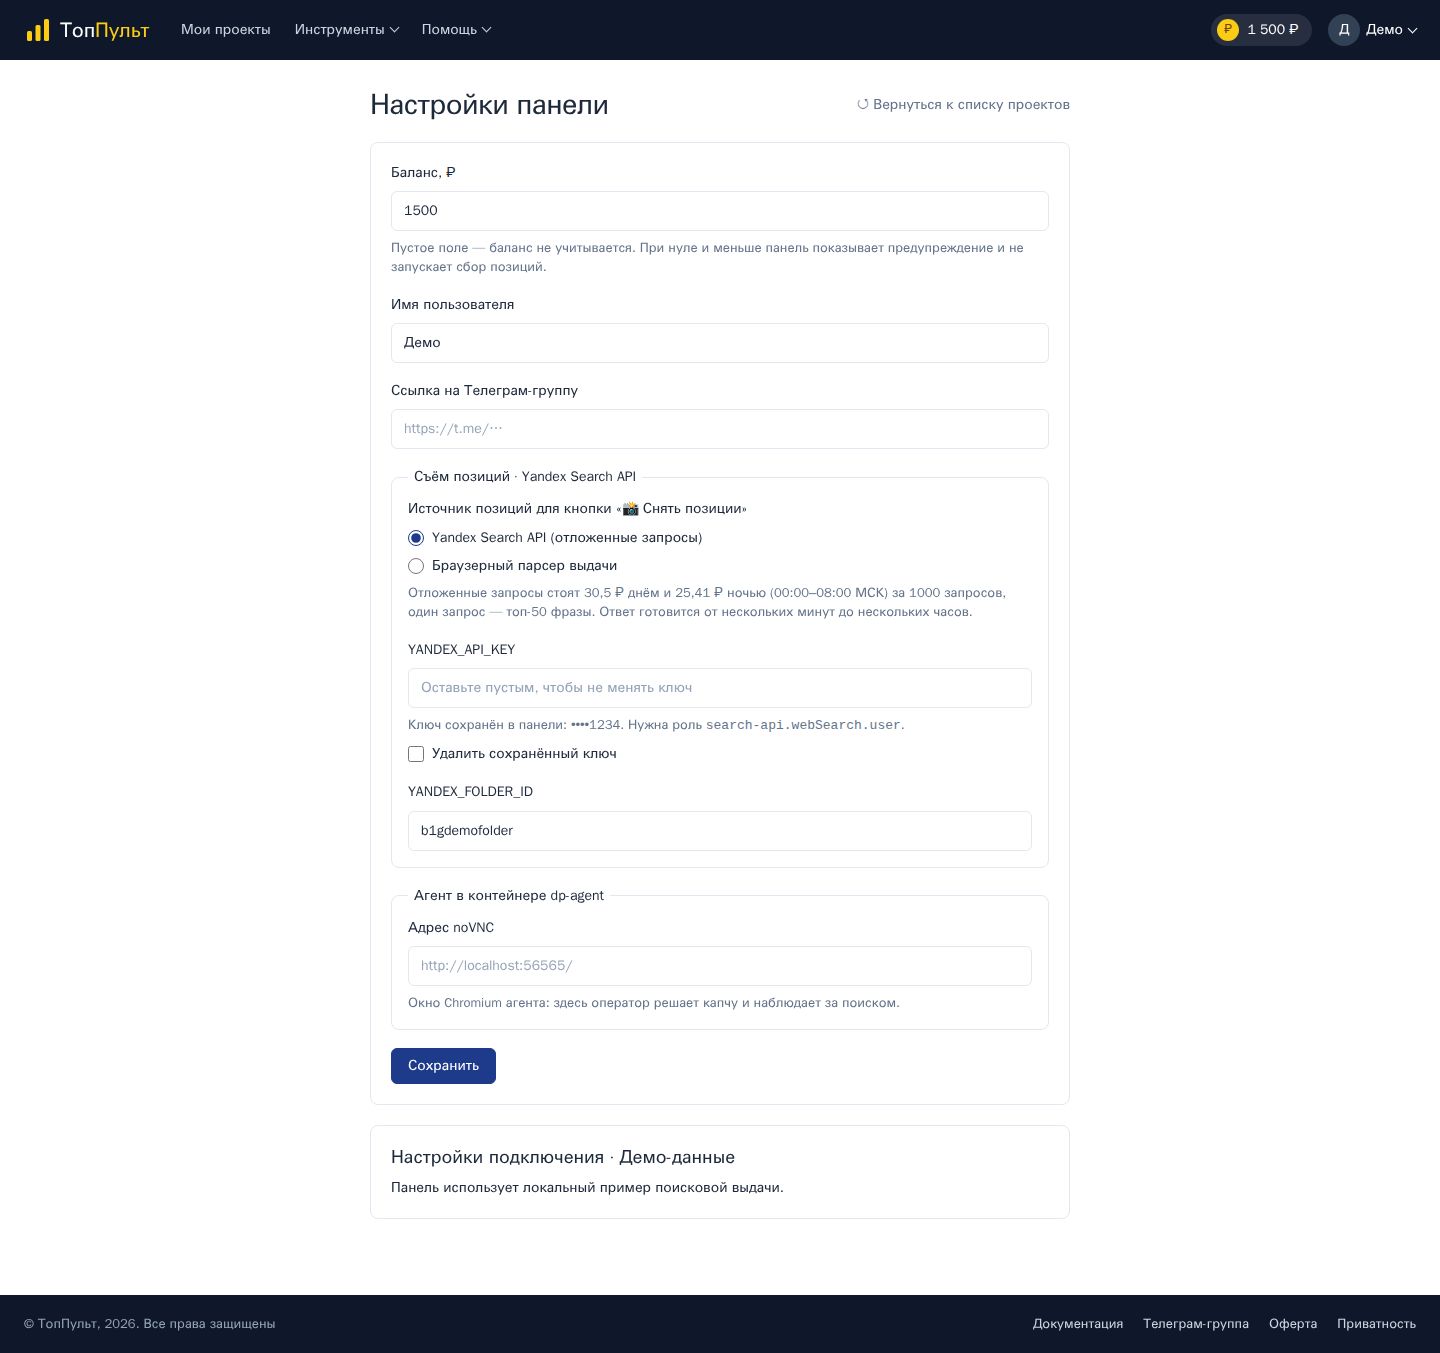 ТопПульт
Мои проекты
Инструменты
Помощь
₽ 1 500 ₽
Д Демо
Настройки панели
Вернуться к списку проектов
Баланс, ₽
1500
Пустое поле — баланс не учитывается. При нуле и меньше панель показывает предупреждение и не
запускает сбор позиций.
Имя пользователя
Демо
Ссылка на Телеграм-группу
https://t.me/…
Съём позиций · Yandex Search API
Источник позиций для кнопки «📸 Снять позиции»
Yandex Search API (отложенные запросы)
Браузерный парсер выдачи
Отложенные запросы стоят 30,5 ₽ днём и 25,41 ₽ ночью (00:00–08:00 МСК) за 1000 запросов,
один запрос — топ-50 фразы. Ответ готовится от нескольких минут до нескольких часов.
YANDEX_API_KEY
Оставьте пустым, чтобы не менять ключ
Ключ сохранён в панели: ••••1234. Нужна роль search-api.webSearch.user.
Удалить сохранённый ключ
YANDEX_FOLDER_ID
b1gdemofolder
Агент в контейнере dp-agent
Адрес noVNC
http://localhost:56565/
Окно Chromium агента: здесь оператор решает капчу и наблюдает за поиском.
Сохранить
Настройки подключения · Демо-данные
Панель использует локальный пример поисковой выдачи.
© ТопПульт, 2026. Все права защищены
Документация
Телеграм-группа
Оферта
Приватность